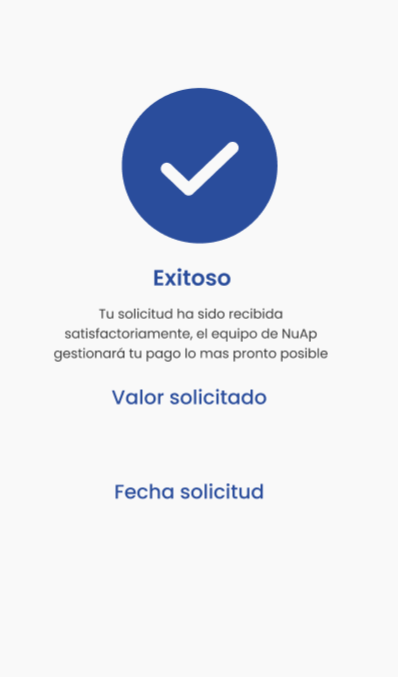 Exitoso
Tu solicitud ha sido recibida
satisfactoriamente, el equipo de NuAp
gestionará tu pago lo mas pronto posible
Valor solicitado
Fecha solicitud